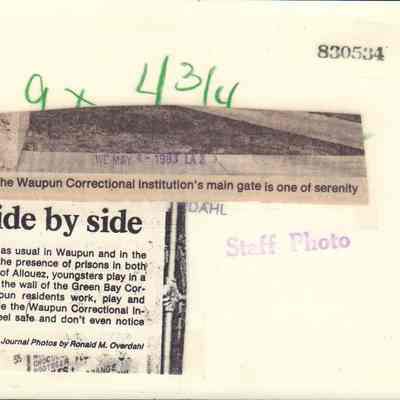 830534
9 x 4 3/4
WE MAY 4 - 1983 LA 2
he Waupun Correctional Institution's main gate is one of serenity
DAHL
ide by side
Staff Photo
as usual in Waupun and in the
the presence of prisons in both
of Allouez, youngsters play in a
the wall of the Green Bay Cor-
pun residents work, play and
e the Waupun Correctional In-
eel safe and don't even notice
Journal Photos by Ronald M. Overdahl